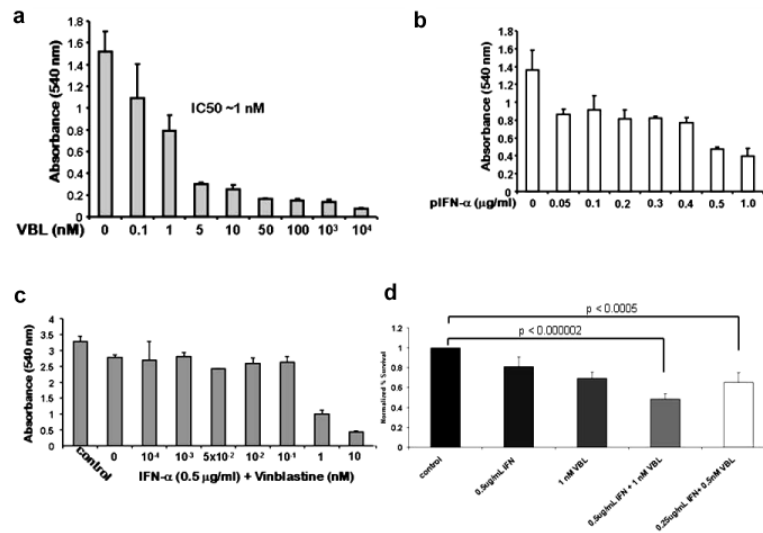 a
1.8
1.6
1.4
1.2
1
0.8
0.6
0.4
0.2
0
Absorbance (540 nm)
IC50 ~1 nM
VBL (nM) 0 0.1 1 5 10 50 100 10³ 10⁴
b
1.8
1.6
1.4
1.2
1
0.8
0.6
0.4
0.2
0
Absorbance (540 nm)
0 0.05 0.1 0.2 0.3 0.4 0.5 1.0
pIFN-α (μg/ml)
c
4
3.5
3
2.5
2
1.5
1
0.5
0
Absorbance (540 nm)
control 0 10⁻⁴ 10⁻³ 5x10⁻² 10⁻² 10⁻¹ 1 10
IFN-α (0.5 μg/ml) + Vinblastine (nM)
d
p < 0.0005
p < 0.000002
1.2
1
0.8
0.6
0.4
0.2
0
Normalized % Survival
control
0.5ug/mL IFN
1 nM VBL
0.5ug/mL IFN + 1 nM VBL
0.25ug/mL IFN+ 0.5nM VBL